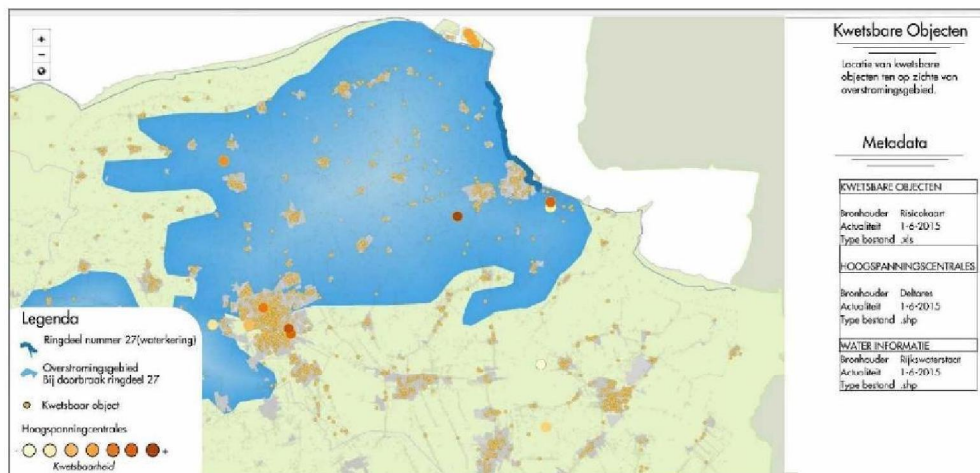 +
−
Kwetsbare Objecten
Locatie van kwetsbare
objecten ten op zichte van
overstromingsgebied.
Metadata
KWETSBARE OBJECTEN
Bronhouder Risicokaart
Actualiteit 1-6-2015
Type bestand .xls
HOOGSPANNINGSCENTRALES
Bronhouder Deltares
Actualiteit 1-6-2015
Type bestand .shp
WATER INFORMATIE
Bronhouder Rijkswaterstaat
Actualiteit 1-6-2015
Type bestand .shp
Legenda
Ringdeel nummer 27(waterkering)
Overstromingsgebied
Bij doorbraak ringdeel 27
Kwetsbaar object
Hoogspanningcentrales
- +
Kwetsbaarheid